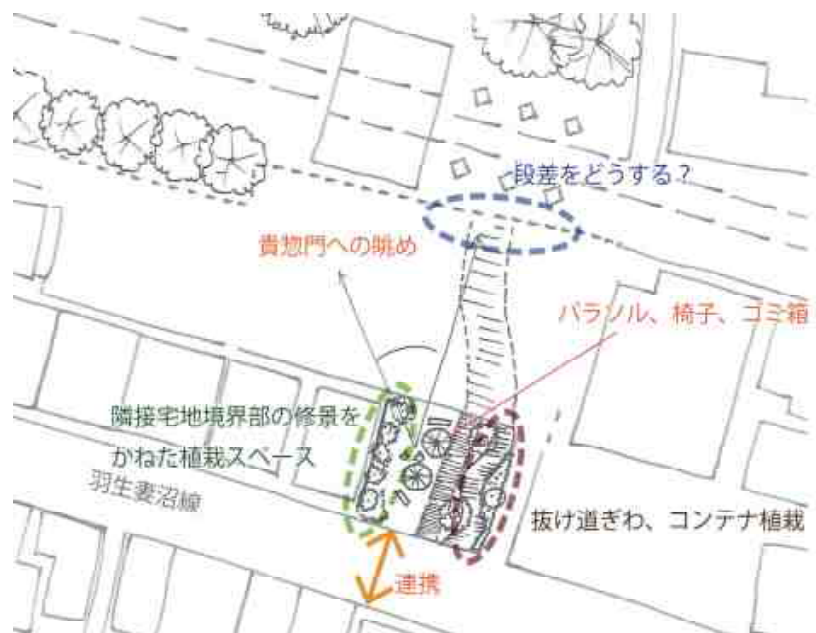 段差をどうする？
貴惣門への眺め
パラソル、椅子、ゴミ箱
隣接宅地境界部の修景を
かねた植栽スペース
羽生妻沼線
抜け道ぎわ、コンテナ植栽
連携